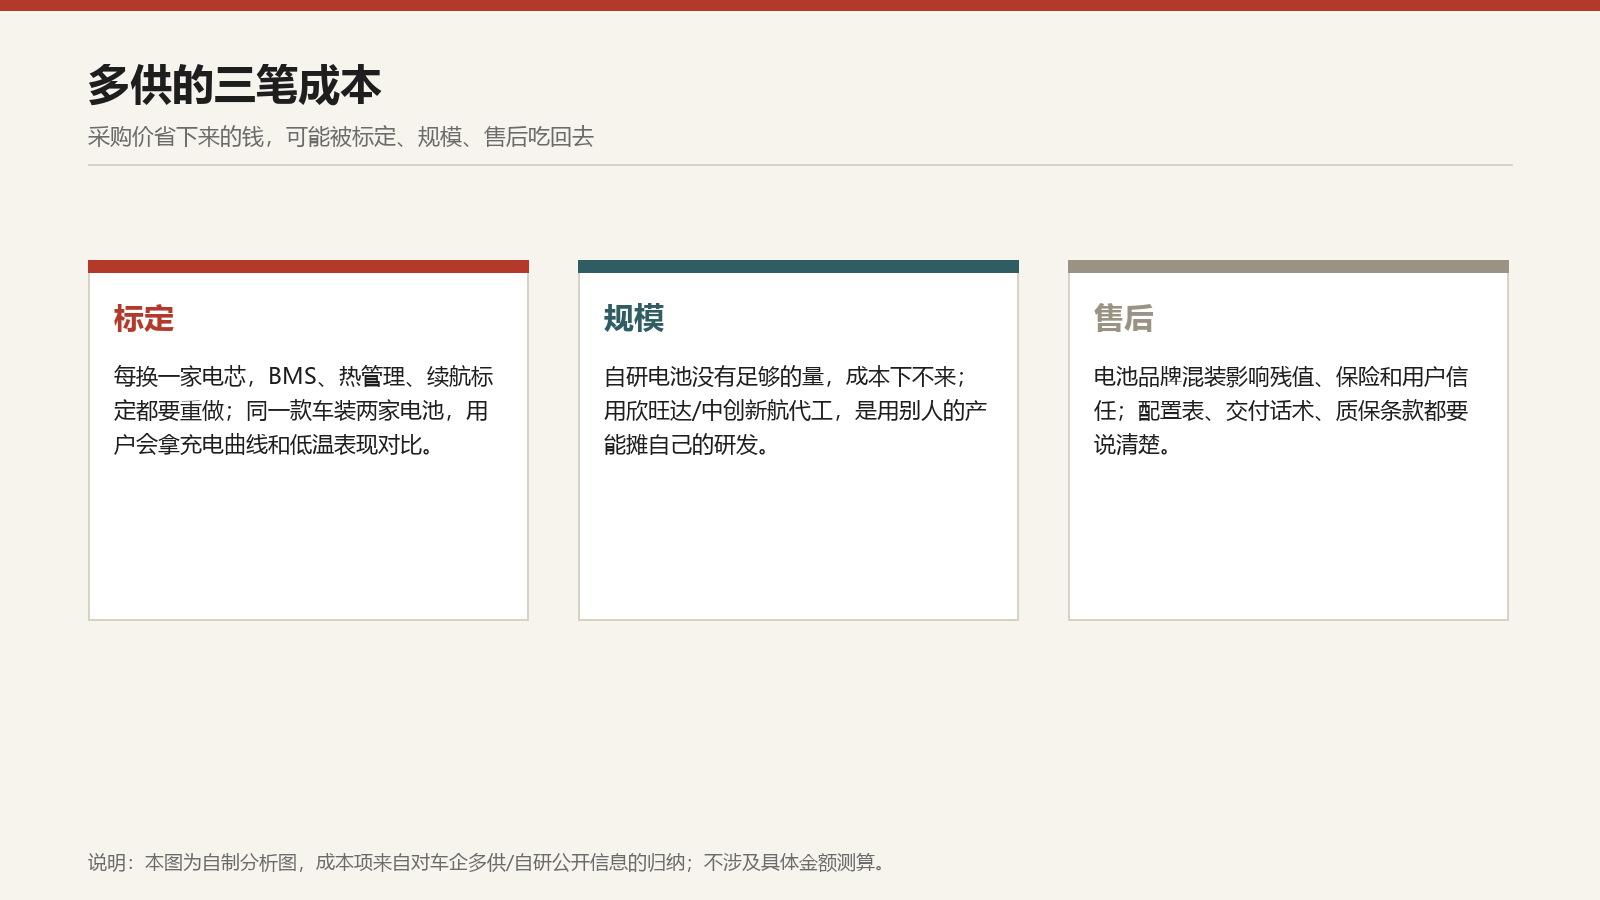 多供的三笔成本
采购价省下来的钱，可能被标定、规模、售后吃回去
标定
每换一家电芯，BMS、热管理、续航标
定都要重做；同一款车装两家电池，用
户会拿充电曲线和低温表现对比。
规模
自研电池没有足够的量，成本下不来；
用欣旺达/中创新航代工，是用别人的产
能摊自己的研发。
售后
电池品牌混装影响残值、保险和用户信
任；配置表、交付话术、质保条款都要
说清楚。
说明：本图为自制分析图，成本项来自对车企多供/自研公开信息的归纳；不涉及具体金额测算。